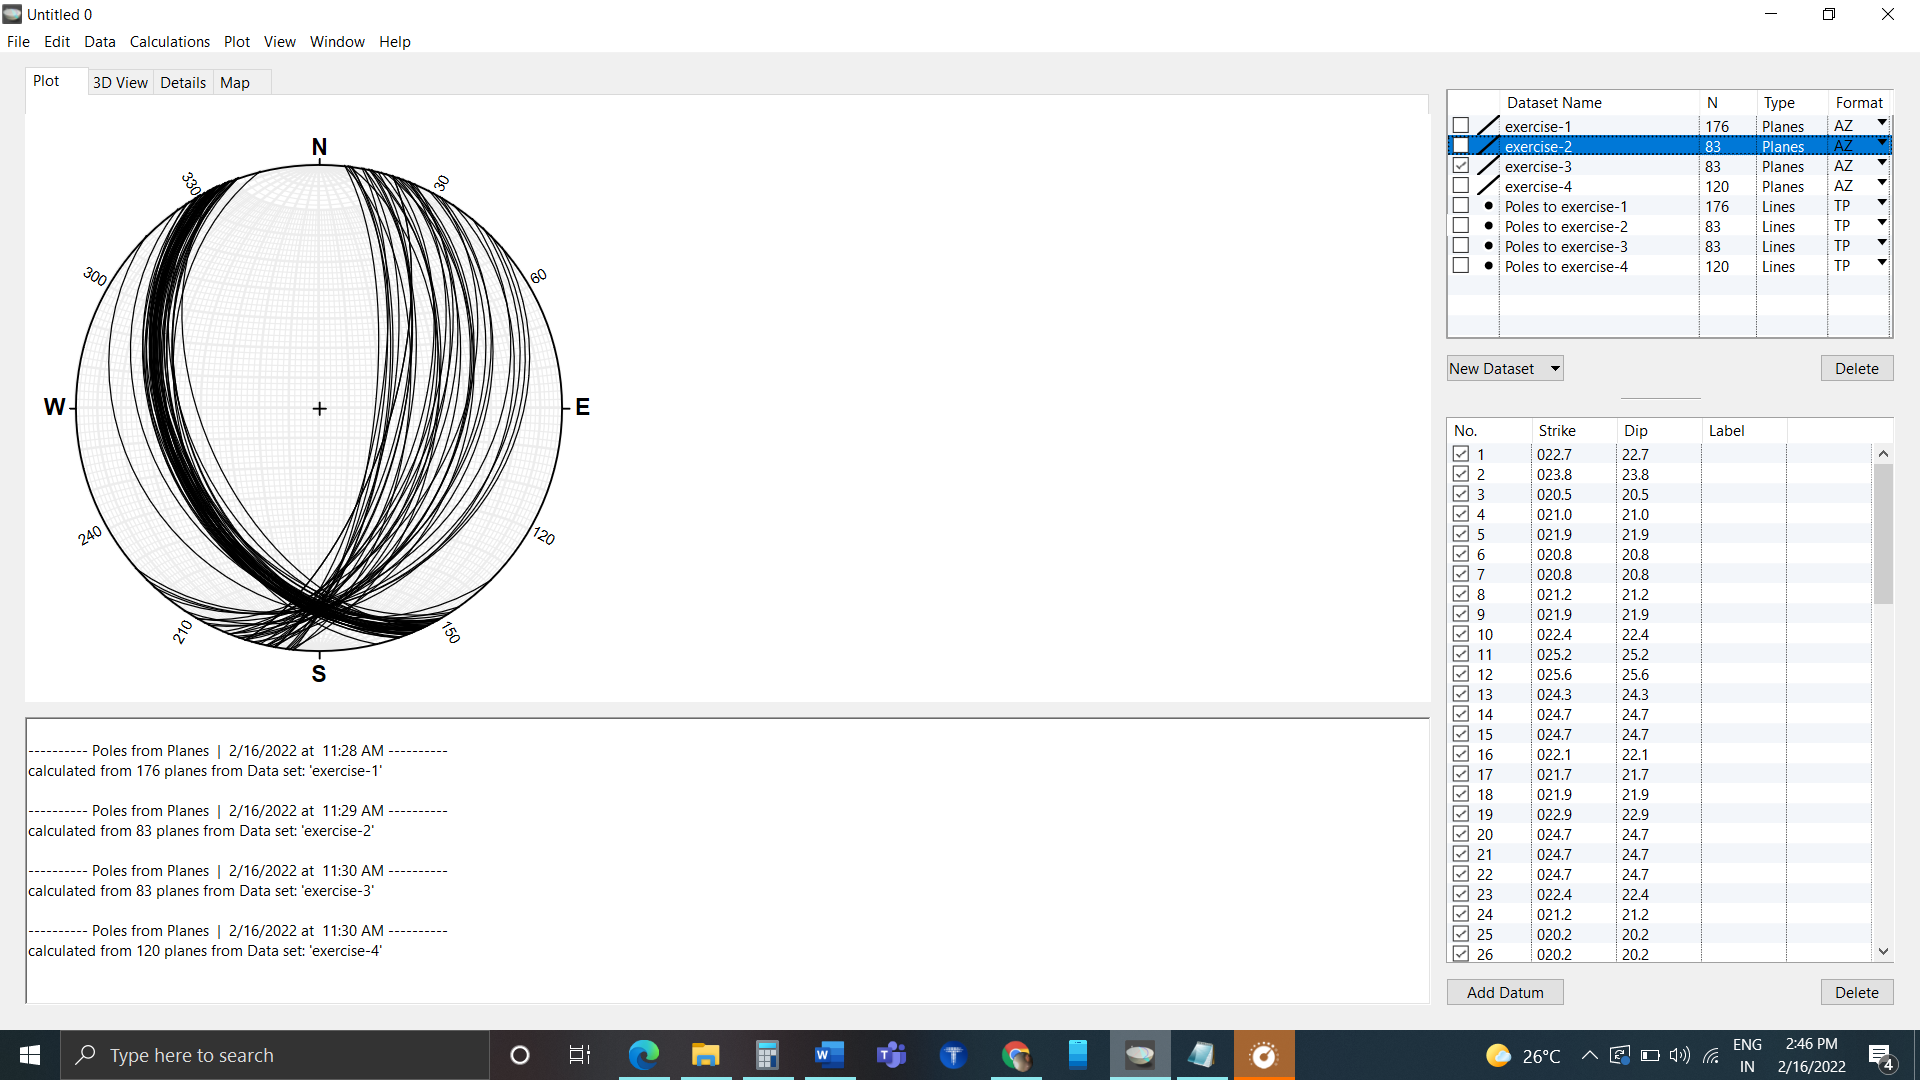 Untitled 0
File Edit Data Calculations Plot View Window Help
Plot 3D View Details Map
N
330 30
300 60
W E
240 120
210 150
S
---------- Poles from Planes | 2/16/2022 at 11:28 AM ----------
calculated from 176 planes from Data set: 'exercise-1'
---------- Poles from Planes | 2/16/2022 at 11:29 AM ----------
calculated from 83 planes from Data set: 'exercise-2'
---------- Poles from Planes | 2/16/2022 at 11:30 AM ----------
calculated from 83 planes from Data set: 'exercise-3'
---------- Poles from Planes | 2/16/2022 at 11:30 AM ----------
calculated from 120 planes from Data set: 'exercise-4'
Dataset Name N Type Format
exercise-1 176 Planes AZ
exercise-2 83 Planes AZ
exercise-3 83 Planes AZ
exercise-4 120 Planes AZ
Poles to exercise-1 176 Lines TP
Poles to exercise-2 83 Lines TP
Poles to exercise-3 83 Lines TP
Poles to exercise-4 120 Lines TP
New Dataset Delete
No. Strike Dip Label
1 022.7 22.7
2 023.8 23.8
3 020.5 20.5
4 021.0 21.0
5 021.9 21.9
6 020.8 20.8
7 020.8 20.8
8 021.2 21.2
9 021.9 21.9
10 022.4 22.4
11 025.2 25.2
12 025.6 25.6
13 024.3 24.3
14 024.7 24.7
15 024.7 24.7
16 022.1 22.1
17 021.7 21.7
18 021.9 21.9
19 022.9 22.9
20 024.7 24.7
21 024.7 24.7
22 024.7 24.7
23 022.4 22.4
24 021.2 21.2
25 020.2 20.2
26 020.2 20.2
Add Datum Delete
Type here to search
26°C
ENG
IN
2:46 PM
2/16/2022
4